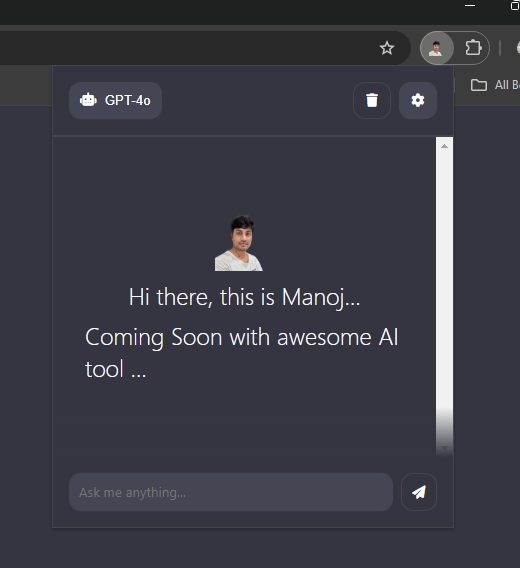 All B
GPT-4o
Hi there, this is Manoj...
Coming Soon with awesome AI
tool ...
Ask me anything...